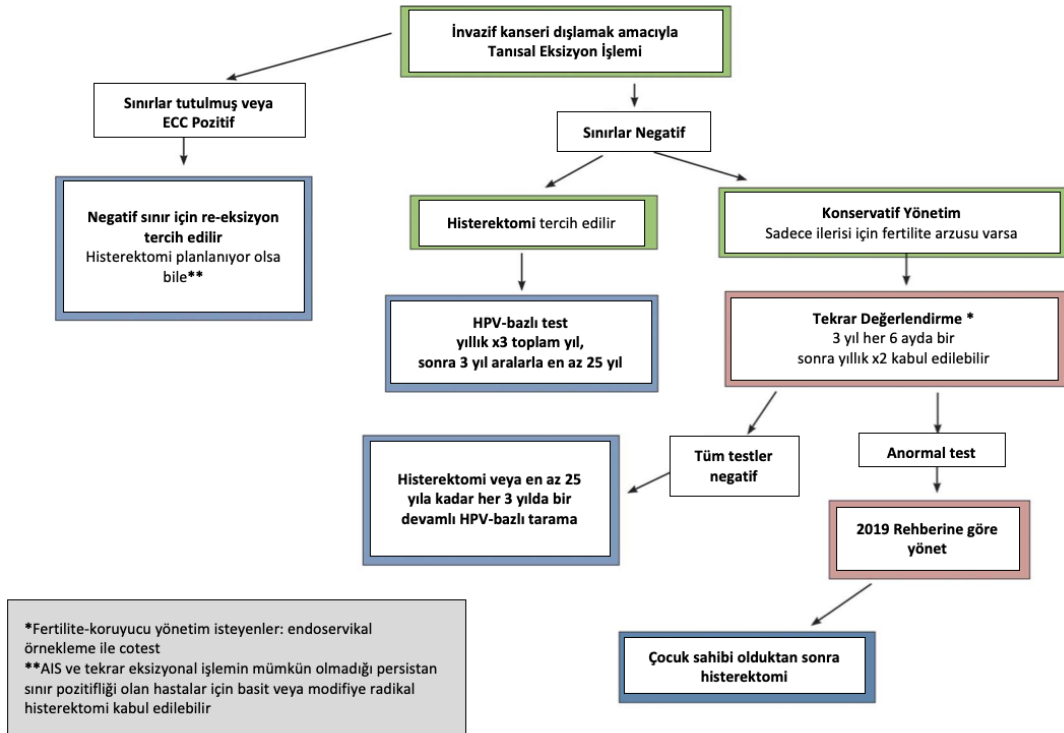 İnvazif kanseri dışlamak amacıyla
Tanısal Eksizyon İşlemi
Sınırlar tutulmuş veya
ECC Pozitif
Sınırlar Negatif
Negatif sınır için re-eksizyon
tercih edilir
Histerektomi planlanıyor olsa
bile**
Histerektomi tercih edilir
Konservatif Yönetim
Sadece ilerisi için fertilite arzusu varsa
HPV-bazlı test
yıllık x3 toplam yıl,
sonra 3 yıl aralarla en az 25 yıl
Tekrar Değerlendirme *
3 yıl her 6 ayda bir
sonra yıllık x2 kabul edilebilir
Tüm testler
negatif
Anormal test
Histerektomi veya en az 25
yıla kadar her 3 yılda bir
devamlı HPV-bazlı tarama
2019 Rehberine göre
yönet
Çocuk sahibi olduktan sonra
histerektomi
*Fertilite-koruyucu yönetim isteyenler: endoservikal
örnekleme ile cotest
**AIS ve tekrar eksizyonal işlemin mümkün olmadığı persistan
sınır pozitifliği olan hastalar için basit veya modifiye radikal
histerektomi kabul edilebilir